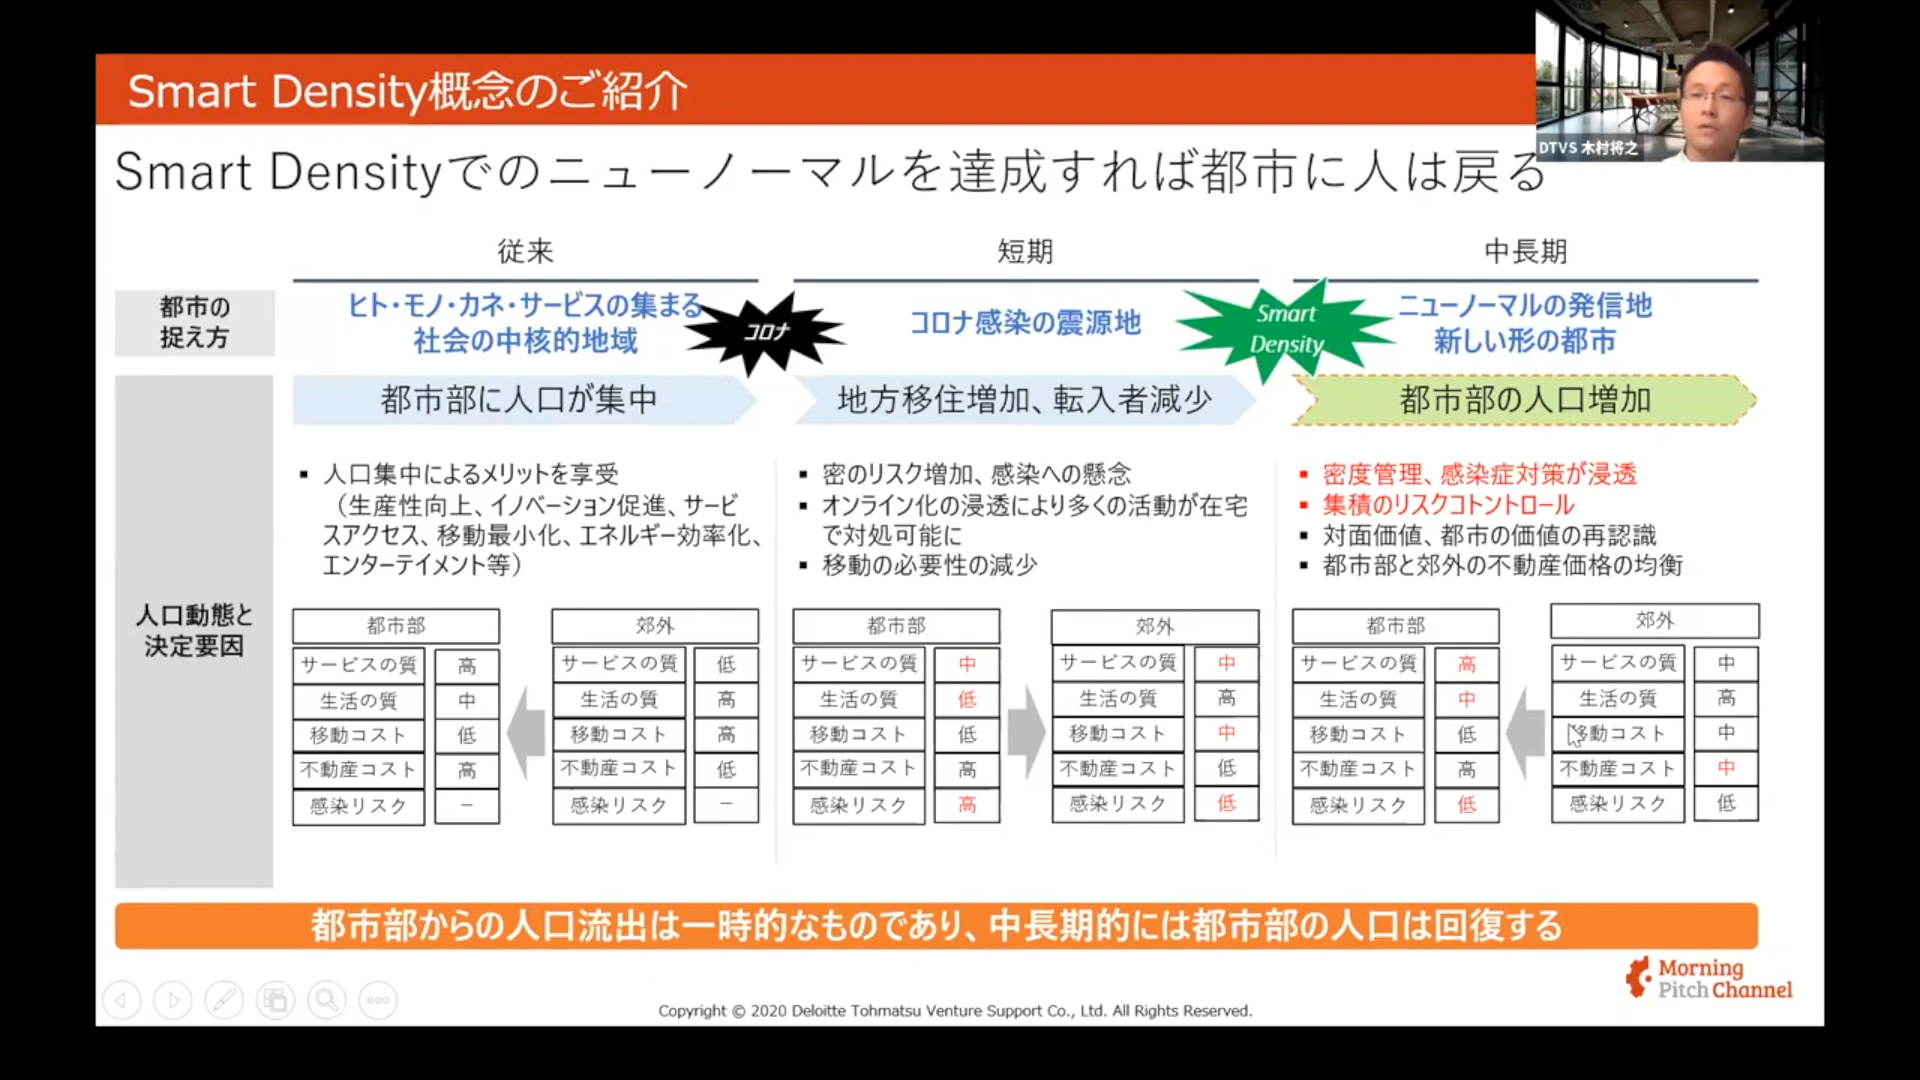 Smart Density概念のご紹介
DTVS 木村将之
Smart Densityでのニューノーマルを達成すれば都市に人は戻る
従来
短期
中長期
都市の
捉え方
ヒト・モノ・カネ・サービスの集まる
社会の中核的地域
コロナ
コロナ感染の震源地
Smart
Density
ニューノーマルの発信地
新しい形の都市
人口動態と
決定要因
都市部に人口が集中
地方移住増加、転入者減少
都市部の人口増加
▪ 人口集中によるメリットを享受
（生産性向上、イノベーション促進、サービ
スアクセス、移動最小化、エネルギー効率化、
エンターテイメント等）
▪ 密のリスク増加、感染への懸念
▪ オンライン化の浸透により多くの活動が在宅
で対処可能に
▪ 移動の必要性の減少
▪ 密度管理、感染症対策が浸透
▪ 集積のリスクコトントロール
▪ 対面価値、都市の価値の再認識
▪ 都市部と郊外の不動産価格の均衡
都市部
サービスの質 高
生活の質 中
移動コスト 低
不動産コスト 高
感染リスク －
郊外
サービスの質 低
生活の質 高
移動コスト 高
不動産コスト 低
感染リスク －
都市部
サービスの質 中
生活の質 低
移動コスト 低
不動産コスト 高
感染リスク 高
郊外
サービスの質 中
生活の質 高
移動コスト 中
不動産コスト 低
感染リスク 低
都市部
サービスの質 高
生活の質 中
移動コスト 低
不動産コスト 高
感染リスク 低
郊外
サービスの質 中
生活の質 高
移動コスト 中
不動産コスト 中
感染リスク 低
都市部からの人口流出は一時的なものであり、中長期的には都市部の人口は回復する
Morning
Pitch Channel
Copyright © 2020 Deloitte Tohmatsu Venture Support Co., Ltd. All Rights Reserved.